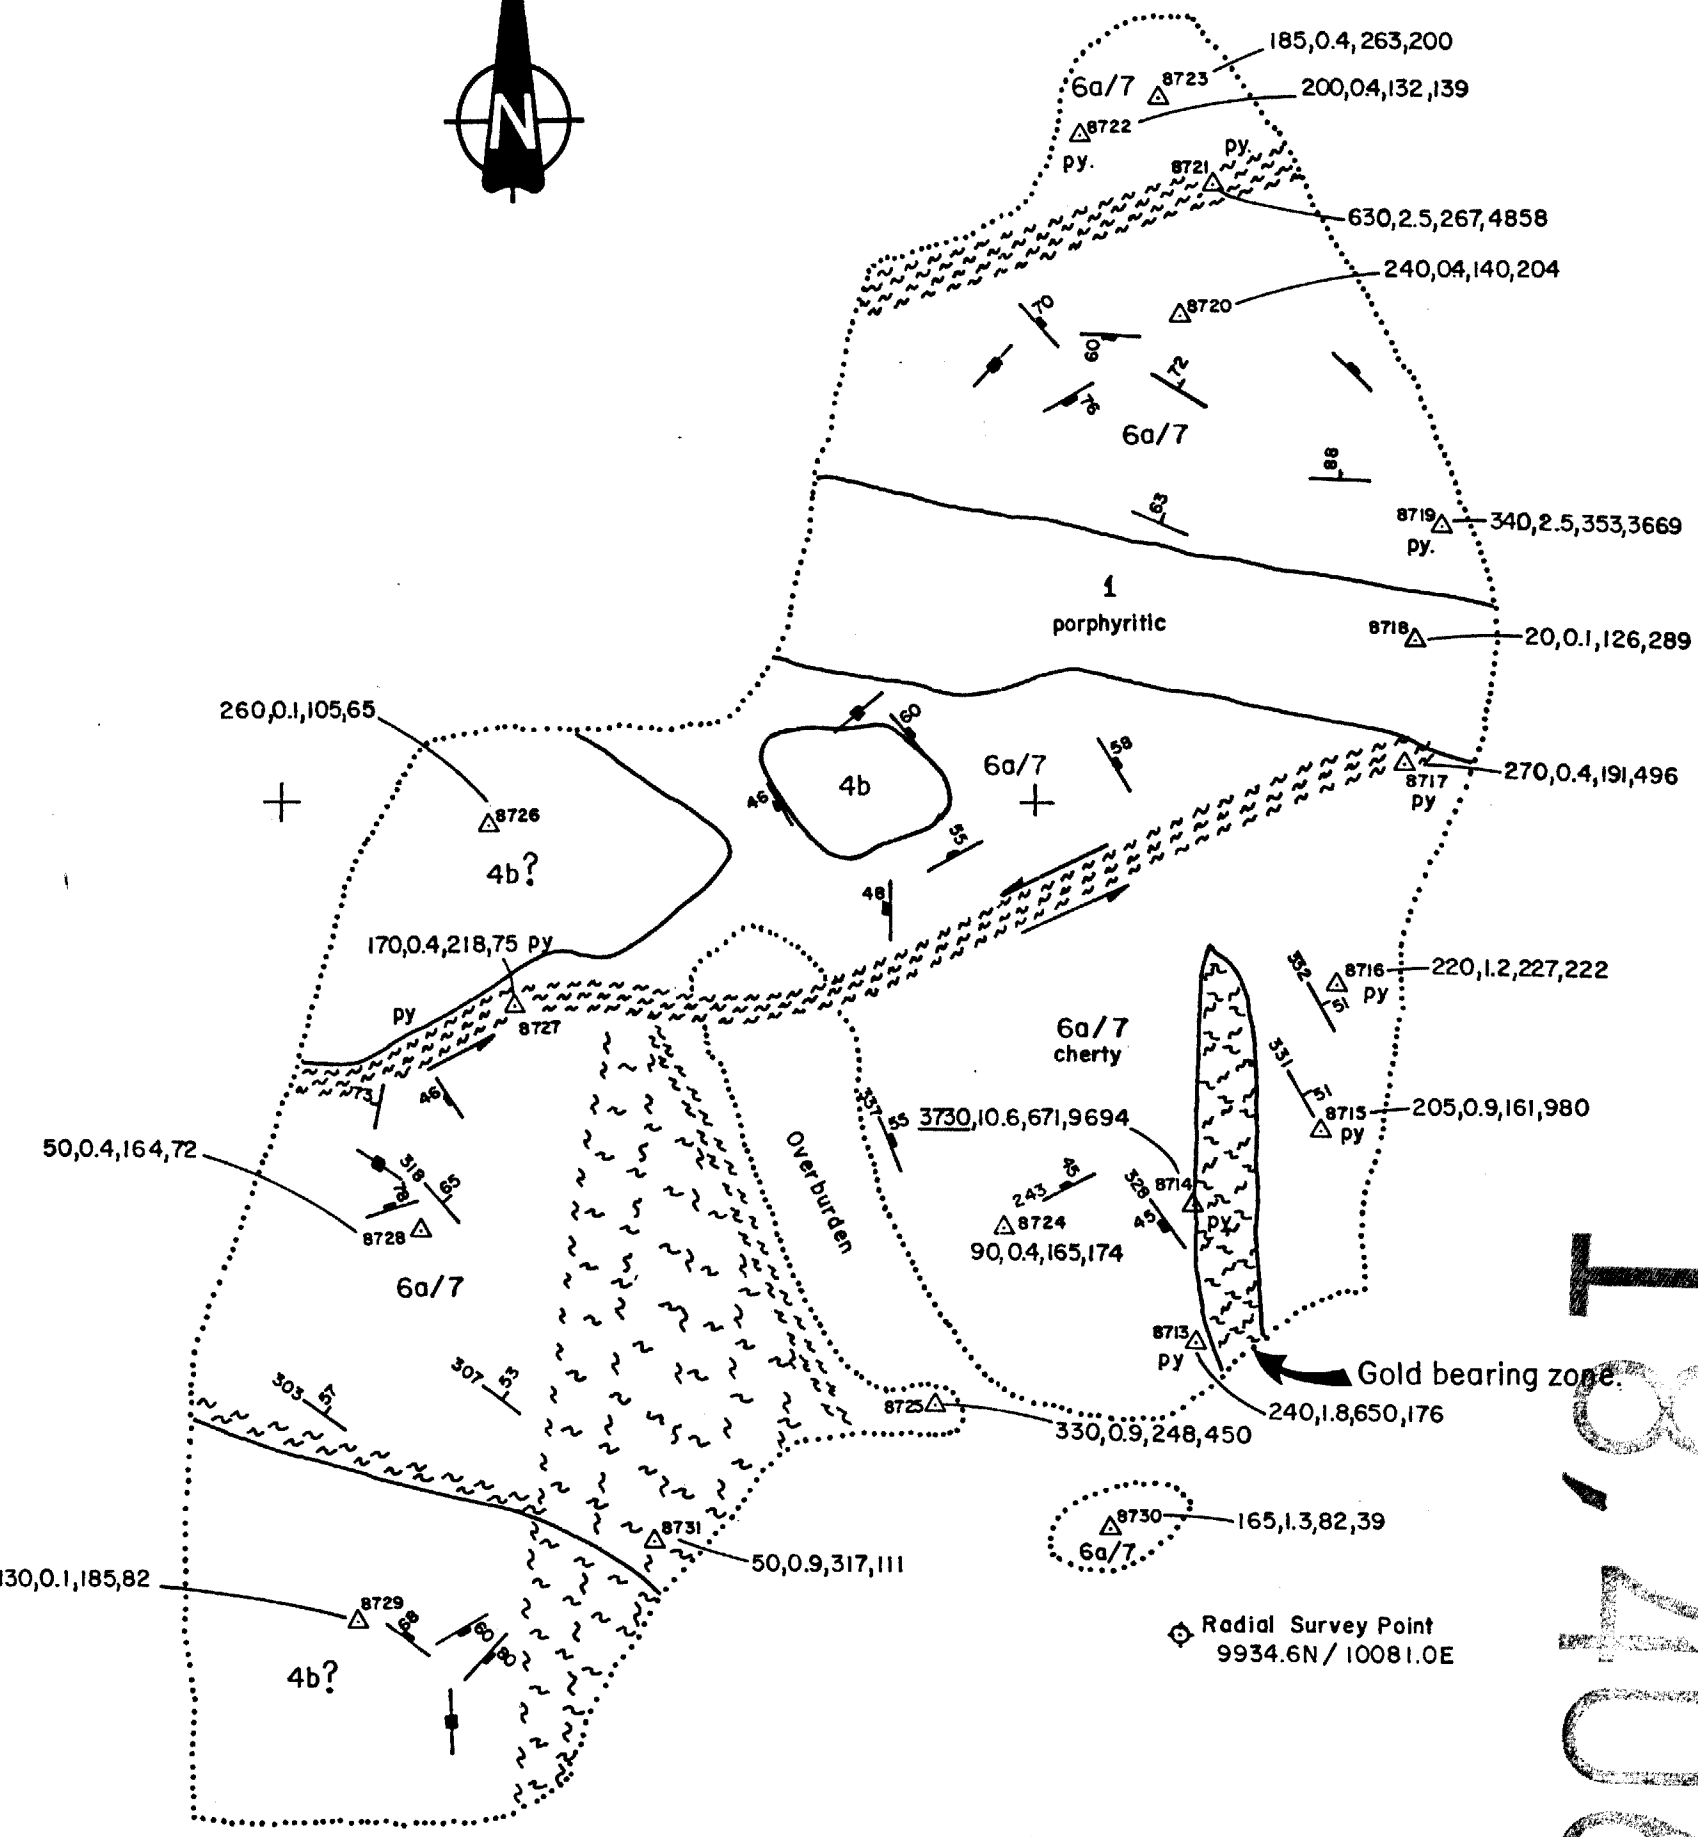 N
185,0.4,263,200
6a/7
8723
200,0.4,132,139
8722
py.
py.
8721
630,2.5,267,4858
240,0.4,140,204
8720
70
60
72
76
6a/7
88
63
8719
340,2.5,353,3669
py.
1
porphyritic
8718
20,0.1,126,289
260,0.1,105,65
60
58
6a/7
4b
46
8717
270,0.4,191,496
py
8726
4b?
55
48
170,0.4,218,75 py
py
8727
332
8716
220,1.2,227,222
py
51
6a/7
cherty
331
51
73
46
337
55
3730,10.6,671,9694
8715
205,0.9,161,980
py
Overburden
50,0.4,164,72
318
65
78
8728
45
243
328
8714
45
py
8724
90,0.4,165,174
6a/7
8713
py
Gold bearing zone.
303
57
307
53
8725
330,0.9,248,450
240,1.8,650,176
8731
50,0.9,317,111
8730
165,1.3,82,39
6a/7
130,0.1,185,82
8729
68
60
80
4b?
Radial Survey Point
9934.6N / 10081.0E